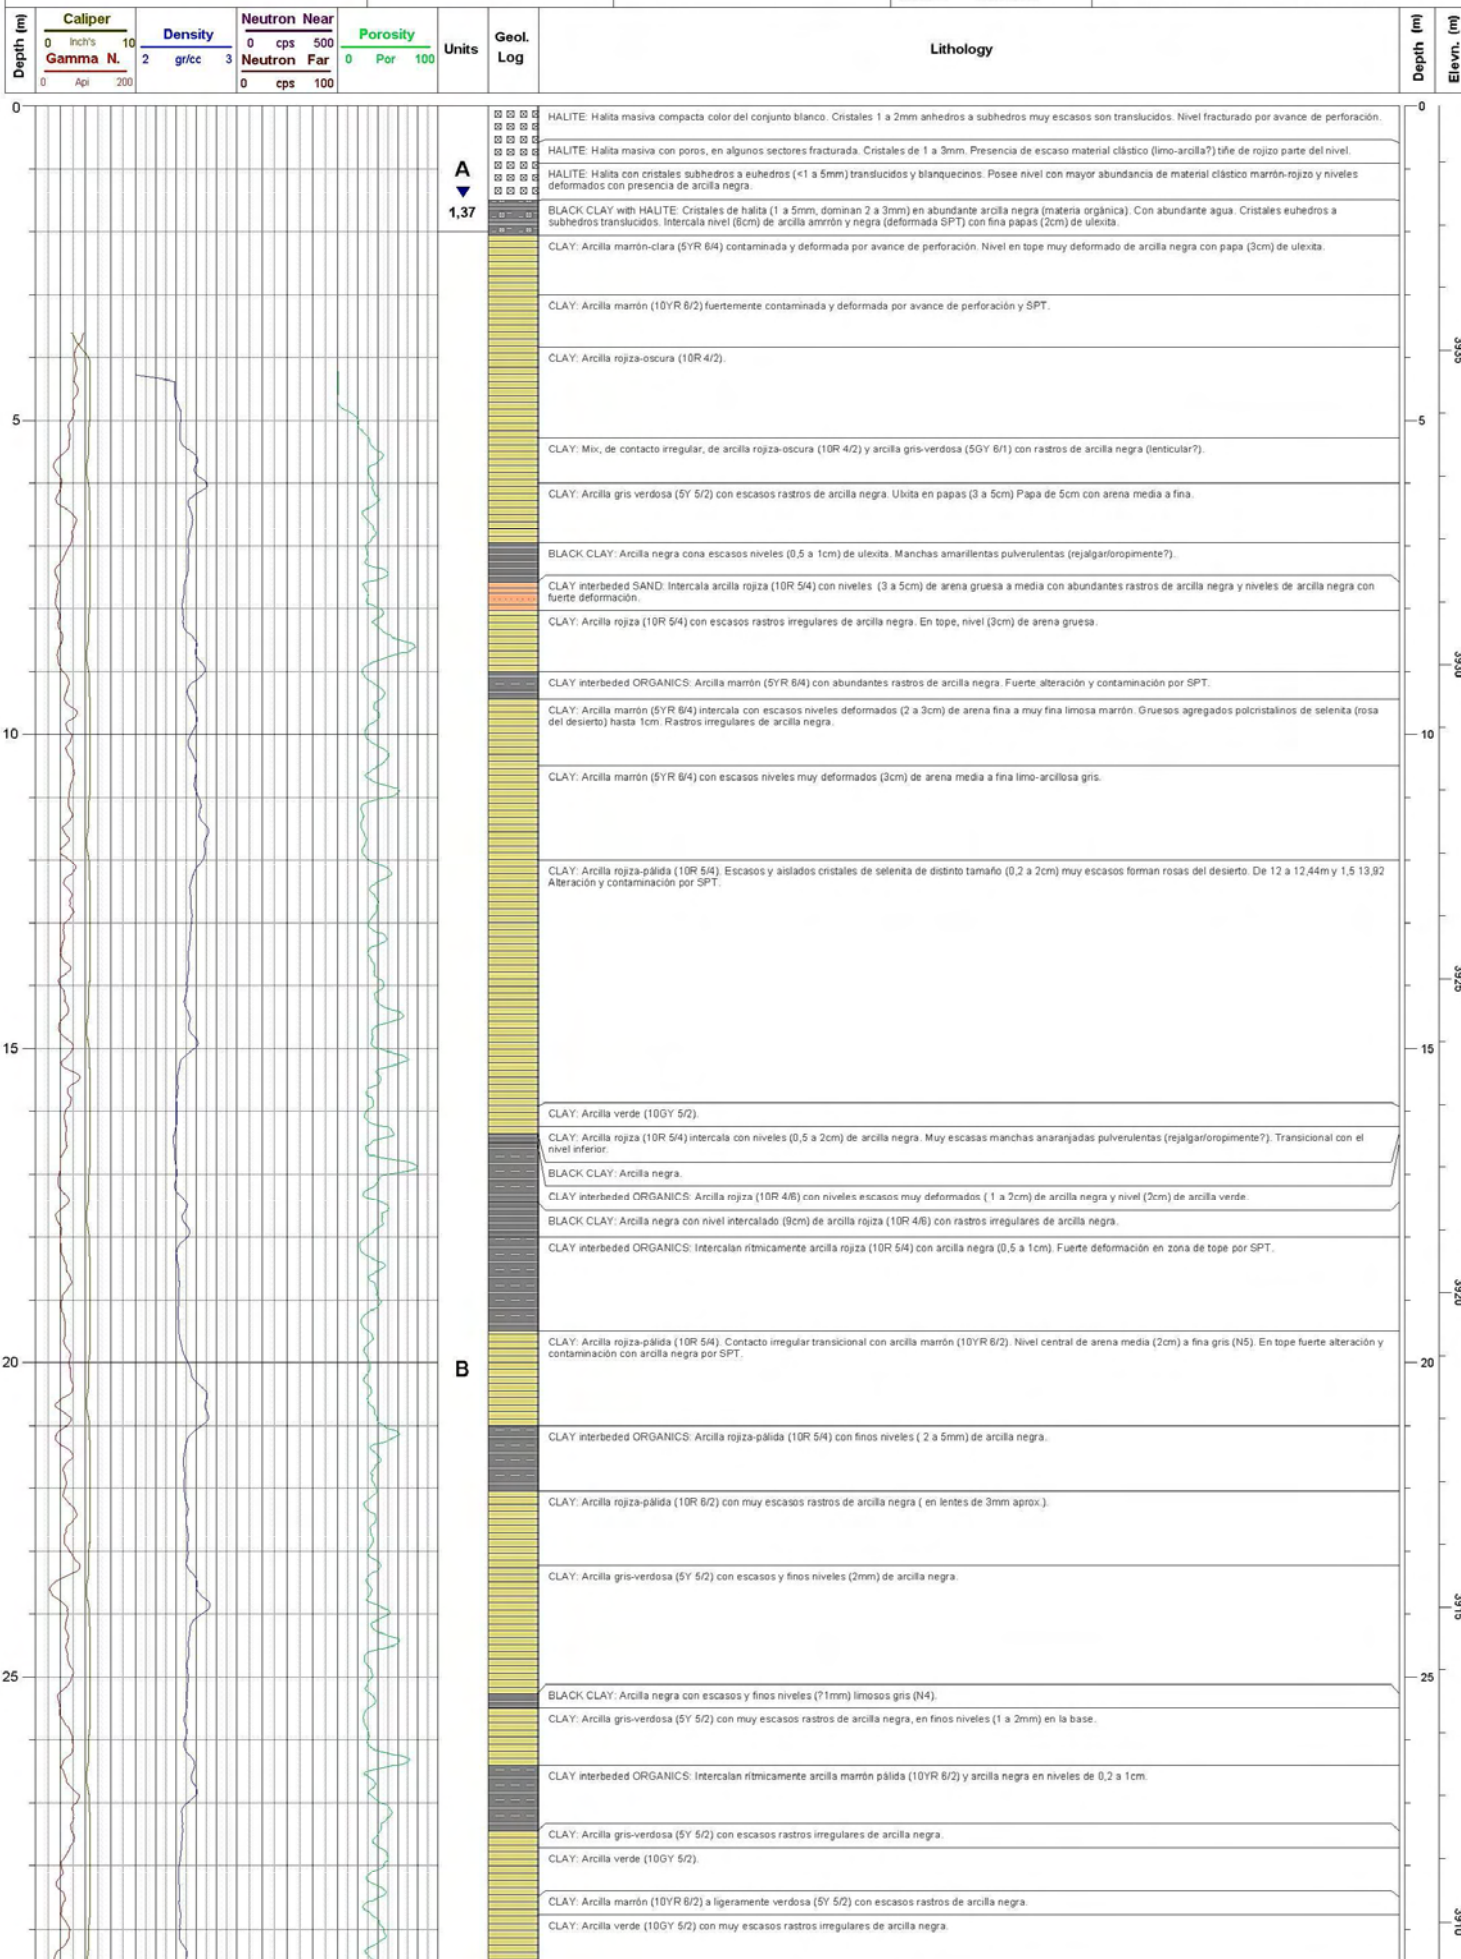 Depth (m)
Caliper
0 Inch's 10
Gamma N.
0 Api 200
Density
2 gr/cc 3
Neutron Near
0 cps 500
Neutron Far
0 cps 100
Porosity
0 Por 100
Units
Geol.
Log
Lithology
Depth (m)
Elevn. (m)
0
5
10
15
20
25
A
1,37
B
HALITE: Halita masiva compacta color del conjunto blanco. Cristales 1 a 2mm anhedros a subhedros muy escasos son translucidos. Nivel fracturado por avance de perforación.
HALITE: Halita masiva con poros, en algunos sectores fracturada. Cristales de 1 a 3mm. Presencia de escaso material clástico (limo-arcilla?) tiñe de rojizo parte del nivel.
HALITE: Halita con cristales subhedros a euhedros (<1 a 5mm) translucidos y blanquecinos. Posee nivel con mayor abundancia de material clástico marrón-rojizo y niveles
deformados con presencia de arcilla negra.
BLACK CLAY with HALITE: Cristales de halita (1 a 5mm, dominan 2 a 3mm) en abundante arcilla negra (materia orgánica). Con abundante agua. Cristales euhedros a
subhedros translucidos. Intercala nivel (6cm) de arcilla amrrón y negra (deformada SPT) con fina papas (2cm) de ulexita.
CLAY: Arcilla marrón-clara (5YR 6/4) contaminada y deformada por avance de perforación. Nivel en tope muy deformado de arcilla negra con papa (3cm) de ulexita.
CLAY: Arcilla marrón (10YR 6/2) fuertemente contaminada y deformada por avance de perforación y SPT.
CLAY: Arcilla rojiza-oscura (10R 4/2).
CLAY: Mix, de contacto irregular, de arcilla rojiza-oscura (10R 4/2) y arcilla gris-verdosa (5GY 6/1) con rastros de arcilla negra (lenticular?).
CLAY: Arcilla gris verdosa (5Y 5/2) con escasos rastros de arcilla negra. Ulxita en papas (3 a 5cm) Papa de 5cm con arena media a fina.
BLACK CLAY: Arcilla negra cona escasos niveles (0,5 a 1cm) de ulexita. Manchas amarillentas pulverulentas (rejalgar/oropimente?).
CLAY interbeded SAND: Intercala arcilla rojiza (10R 5/4) con niveles (3 a 5cm) de arena gruesa a media con abundantes rastros de arcilla negra y niveles de arcilla negra con
fuerte deformación.
CLAY: Arcilla rojiza (10R 5/4) con escasos rastros irregulares de arcilla negra. En tope, nivel (3cm) de arena gruesa.
CLAY interbeded ORGANICS: Arcilla marrón (5YR 6/4) con abundantes rastros de arcilla negra. Fuerte alteración y contaminación por SPT.
CLAY: Arcilla marrón (5YR 6/4) intercala con escasos niveles deformados (2 a 3cm) de arena fina a muy fina limosa marrón. Gruesos agregados polcristalinos de selenita (rosa
del desierto) hasta 1cm. Rastros irregulares de arcilla negra.
CLAY: Arcilla marrón (5YR 6/4) con escasos niveles muy deformados (3cm) de arena media a fina limo-arcillosa gris.
CLAY: Arcilla rojiza-pálida (10R 5/4). Escasos y aislados cristales de selenita de distinto tamaño (0,2 a 2cm) muy escasos forman rosas del desierto. De 12 a 12,44m y 1,5 13,92
Alteración y contaminación por SPT.
CLAY: Arcilla verde (10GY 5/2).
CLAY: Arcilla rojiza (10R 5/4) intercala con niveles (0,5 a 2cm) de arcilla negra. Muy escasas manchas anaranjadas pulverulentas (rejalgar/oropimente?). Transicional con el
nivel inferior.
BLACK CLAY: Arcilla negra.
CLAY interbeded ORGANICS: Arcilla rojiza (10R 4/6) con niveles escasos muy deformados ( 1 a 2cm) de arcilla negra y nivel (2cm) de arcilla verde.
BLACK CLAY: Arcilla negra con nivel intercalado (9cm) de arcilla rojiza (10R 4/6) con rastros irregulares de arcilla negra.
CLAY interbeded ORGANICS: Intercalan rítmicamente arcilla rojiza (10R 5/4) con arcilla negra (0,5 a 1cm). Fuerte deformación en zona de tope por SPT.
CLAY: Arcilla rojiza-pálida (10R 5/4). Contacto irregular transicional con arcilla marrón (10YR 6/2). Nivel central de arena media (2cm) a fina gris (N5). En tope fuerte alteración y
contaminación con arcilla negra por SPT.
CLAY interbeded ORGANICS: Arcilla rojiza-pálida (10R 5/4) con finos niveles ( 2 a 5mm) de arcilla negra.
CLAY: Arcilla rojiza-pálida (10R 6/2) con muy escasos rastros de arcilla negra ( en lentes de 3mm aprox.).
CLAY: Arcilla gris-verdosa (5Y 5/2) con escasos y finos niveles (2mm) de arcilla negra.
BLACK CLAY: Arcilla negra con escasos y finos niveles (?1mm) limosos gris (N4).
CLAY: Arcilla gris-verdosa (5Y 5/2) con muy escasos rastros de arcilla negra, en finos niveles (1 a 2mm) en la base.
CLAY interbeded ORGANICS: Intercalan rítmicamente arcilla marrón pálida (10YR 6/2) y arcilla negra en niveles de 0,2 a 1cm.
CLAY: Arcilla gris-verdosa (5Y 5/2) con escasos rastros irregulares de arcilla negra.
CLAY: Arcilla verde (10GY 5/2).
CLAY: Arcilla marrón (10YR 6/2) a ligeramente verdosa (5Y 5/2) con escasos rastros de arcilla negra.
CLAY: Arcilla verde (10GY 5/2) con muy escasos rastros irregulares de arcilla negra.
0
5
10
15
20
25
3935
3930
3925
3920
3915
3910